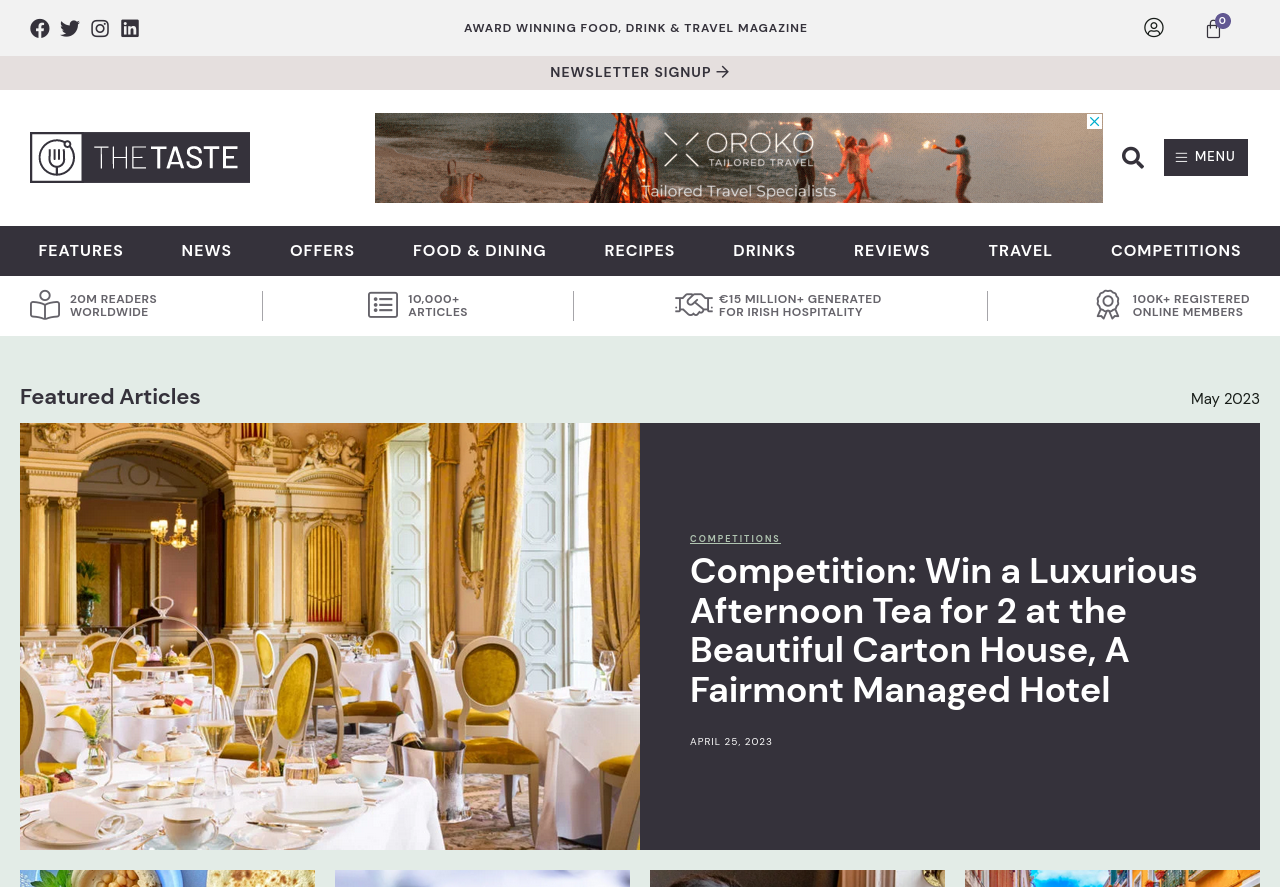 AWARD WINNING FOOD, DRINK & TRAVEL MAGAZINE
0
NEWSLETTER SIGNUP
THETASTE
OROKO
TAILORED TRAVEL
Tailored Travel Specialists
MENU
FEATURES NEWS OFFERS FOOD & DINING RECIPES DRINKS REVIEWS TRAVEL COMPETITIONS
20M READERS
WORLDWIDE
10,000+
ARTICLES
€15 MILLION+ GENERATED
FOR IRISH HOSPITALITY
100K+ REGISTERED
ONLINE MEMBERS
Featured Articles
May 2023
COMPETITIONS
Competition: Win a Luxurious
Afternoon Tea for 2 at the
Beautiful Carton House, A
Fairmont Managed Hotel
APRIL 25, 2023